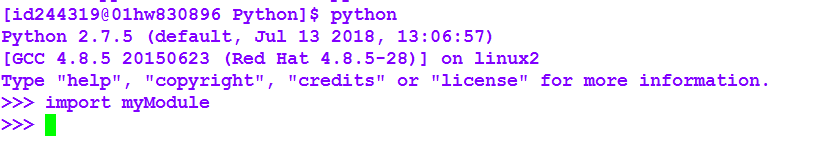 [id244319@01hw830896 Python]$ python
Python 2.7.5 (default, Jul 13 2018, 13:06:57)
[GCC 4.8.5 20150623 (Red Hat 4.8.5-28)] on linux2
Type "help", "copyright", "credits" or "license" for more information.
>>> import myModule
>>>